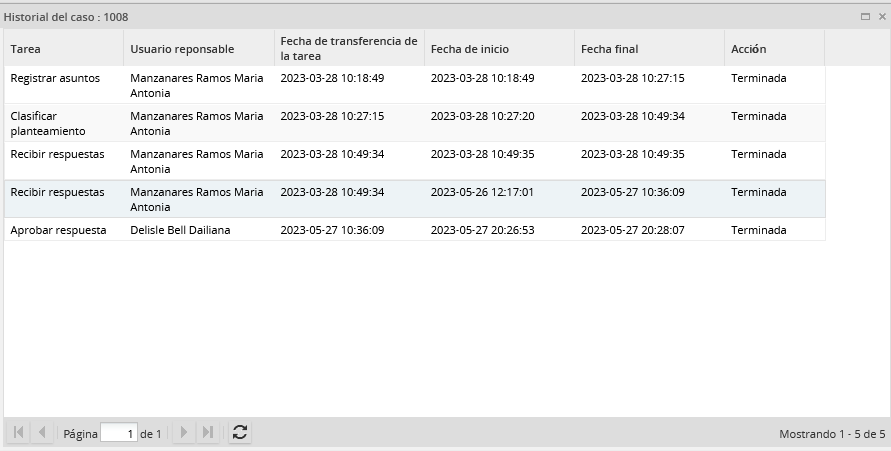 Historial del caso : 1008
Tarea Usuario reponsable Fecha de transferencia de la tarea Fecha de inicio Fecha final Acción
Registrar asuntos Manzanares Ramos Maria Antonia 2023-03-28 10:18:49 2023-03-28 10:18:49 2023-03-28 10:27:15 Terminada
Clasificar planteamiento Manzanares Ramos Maria Antonia 2023-03-28 10:27:15 2023-03-28 10:27:20 2023-03-28 10:49:34 Terminada
Recibir respuestas Manzanares Ramos Maria Antonia 2023-03-28 10:49:34 2023-03-28 10:49:35 2023-03-28 10:49:35 Terminada
Recibir respuestas Manzanares Ramos Maria Antonia 2023-03-28 10:49:34 2023-05-26 12:17:01 2023-05-27 10:36:09 Terminada
Aprobar respuesta Delisle Bell Dailiana 2023-05-27 10:36:09 2023-05-27 20:26:53 2023-05-27 20:28:07 Terminada
Página 1 de 1 Mostrando 1 - 5 de 5